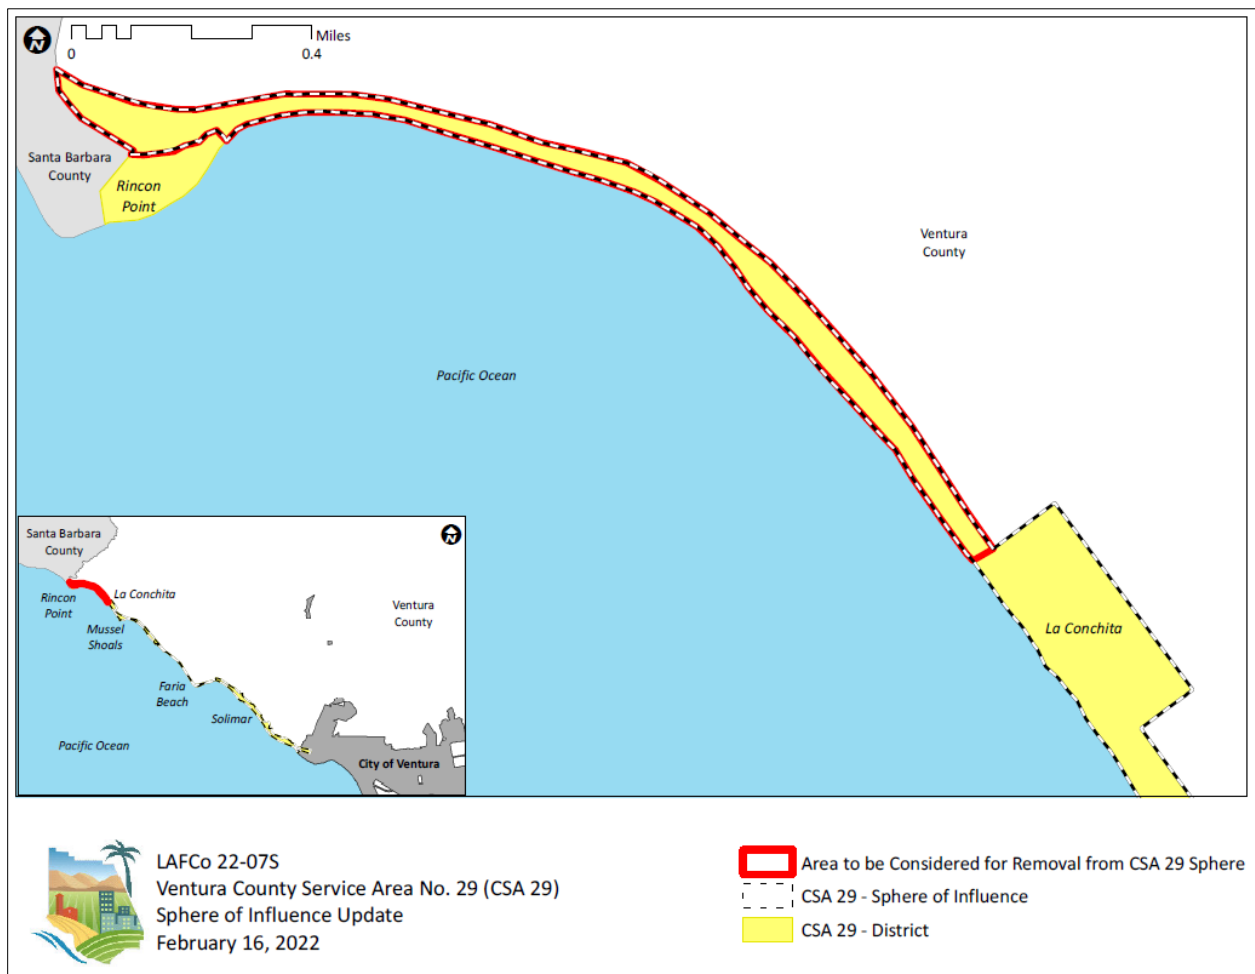 N
Miles
0
0.4
Santa Barbara
County
Rincon
Point
Ventura
County
Pacific Ocean
La Conchita
N
Santa Barbara
County
La Conchita
Rincon
Point
Ventura
County
Mussel
Shoals
Faria
Beach
Solimar
Pacific Ocean
City of Ventura
LAFCo 22-07S
Ventura County Service Area No. 29 (CSA 29)
Sphere of Influence Update
February 16, 2022
Area to be Considered for Removal from CSA 29 Sphere
CSA 29 - Sphere of Influence
CSA 29 - District